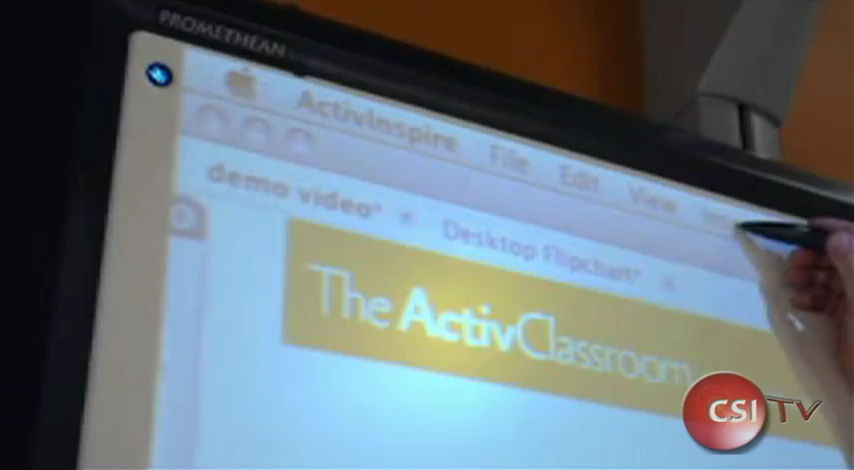 PROMETHEAN
ActivInspire File Edit View
demo video* Desktop Flipchart*
The ActivClassroom
CSI TV